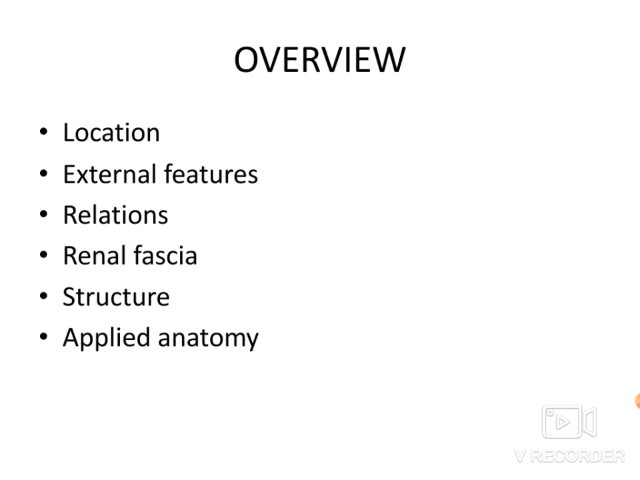 OVERVIEW
• Location
• External features
• Relations
• Renal fascia
• Structure
• Applied anatomy
V RECORDER